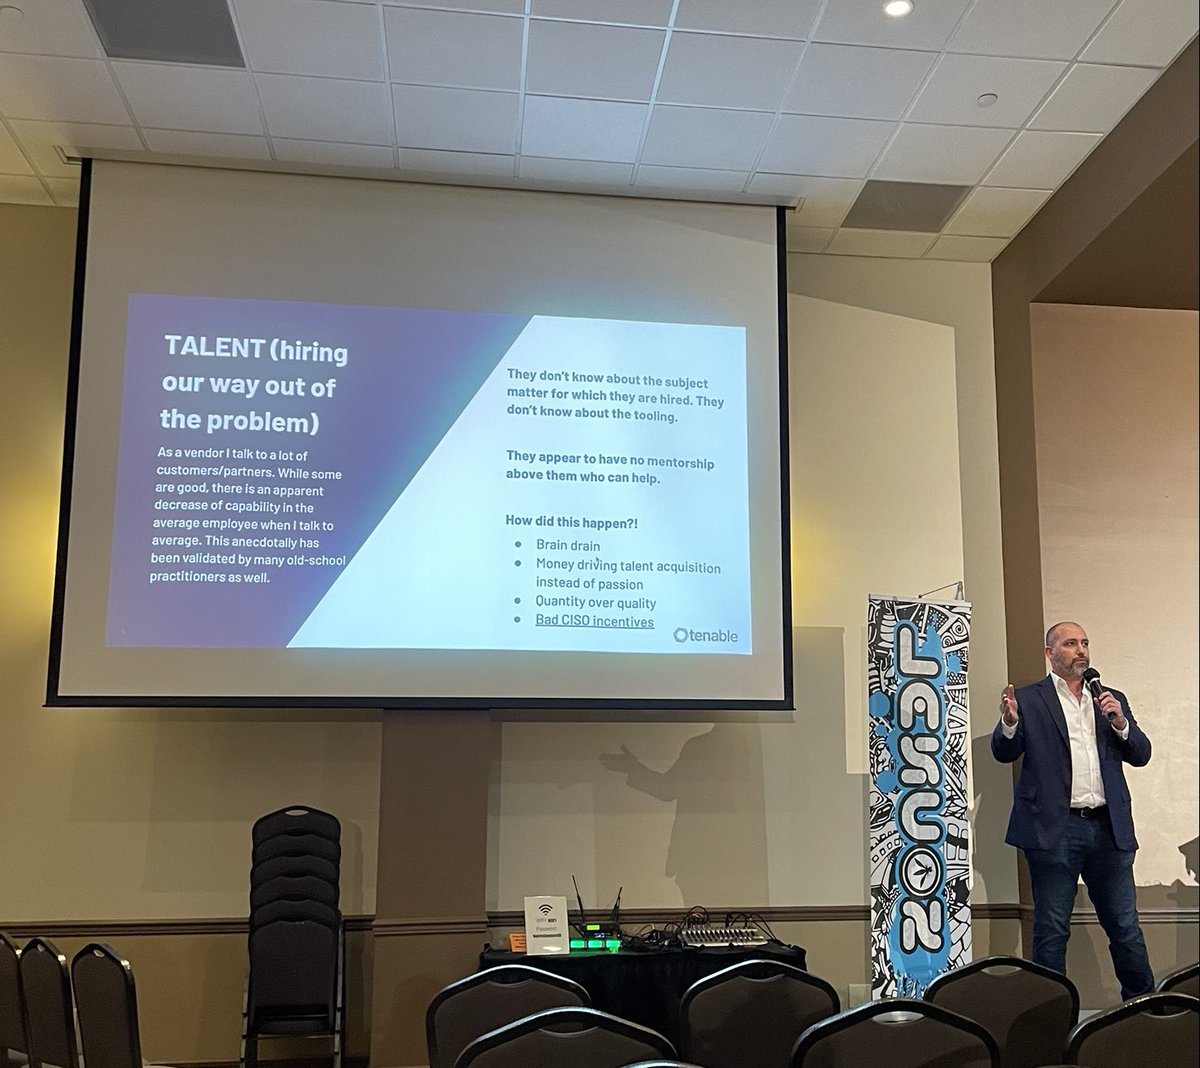 TALENT (hiring
our way out of
the problem)
As a vendor I talk to a lot of
customers/partners. While some
are good, there is an apparent
decrease of capability in the
average employee when I talk to
average. This anecdotally has
been validated by many old-school
practitioners as well.
They don't know about the subject
matter for which they are hired. They
don't know about the tooling.
They appear to have no mentorship
above them who can help.
How did this happen?!
● Brain drain
● Money driving talent acquisition
instead of passion
● Quantity over quality
● Bad CISO incentives
tenable
LASCON
Password